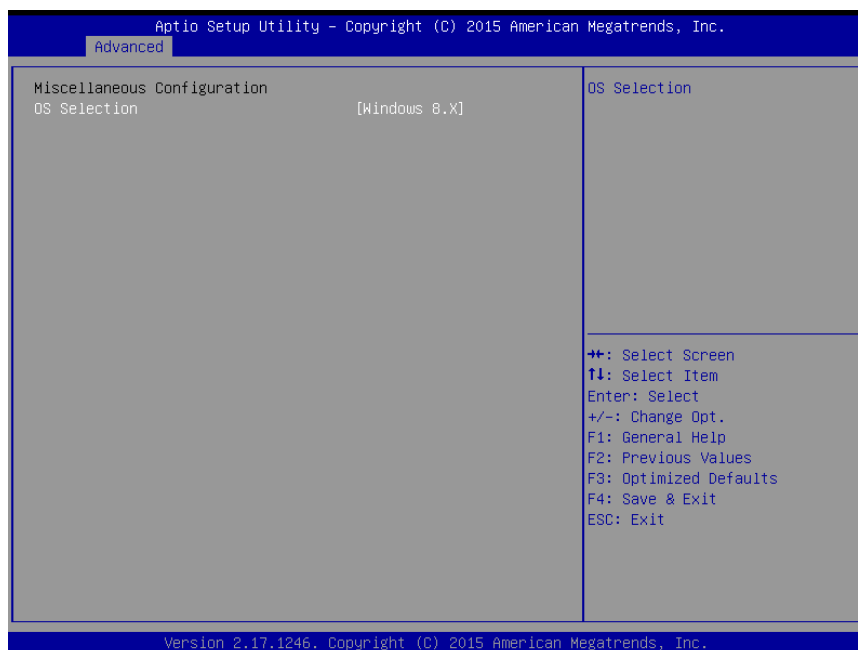 Aptio Setup Utility – Copyright (C) 2015 American Megatrends, Inc.
Advanced
Miscellaneous Configuration
OS Selection [Windows 8.X]
OS Selection
→←: Select Screen
↑↓: Select Item
Enter: Select
+/-: Change Opt.
F1: General Help
F2: Previous Values
F3: Optimized Defaults
F4: Save & Exit
ESC: Exit
Version 2.17.1246. Copyright (C) 2015 American Megatrends, Inc.